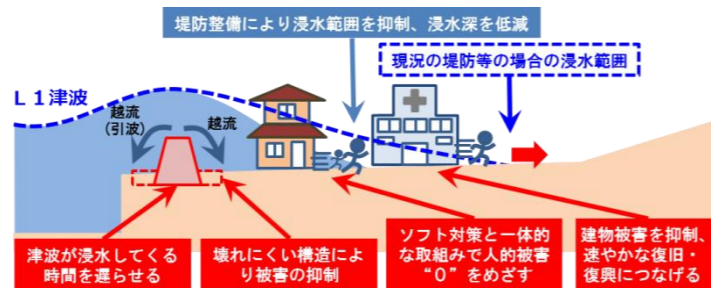 堤防整備により浸水範囲を抑制、浸水深を低減
現況の堤防等の場合の浸水範囲
L1津波
越流
(引波)
越流
津波が浸水してくる
時間を遅らせる
壊れにくい構造によ
り被害の抑制
ソフト対策と一体的
な取組みで人的被害
“0”をめざす
建物被害を抑制、
速やかな復旧・
復興につなげる